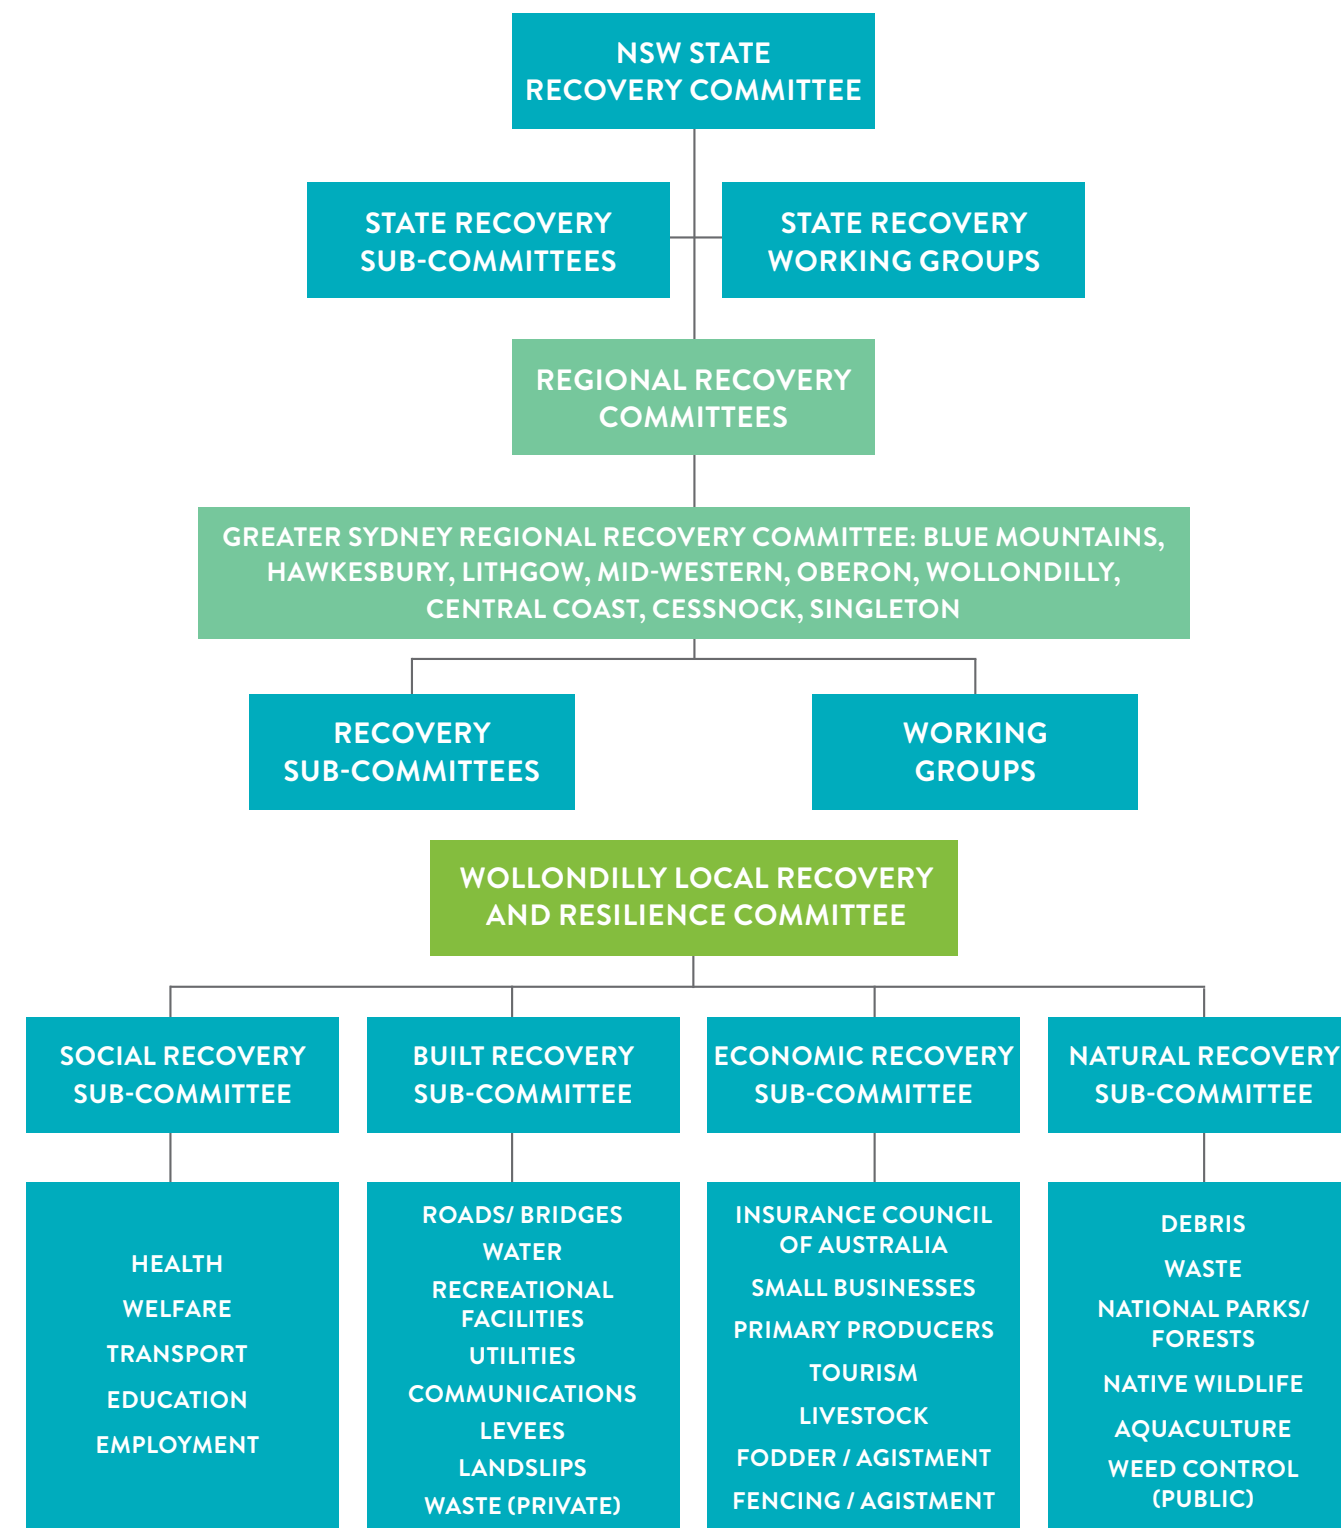 NSW STATE
RECOVERY COMMITTEE
STATE RECOVERY
SUB-COMMITTEES
STATE RECOVERY
WORKING GROUPS
REGIONAL RECOVERY
COMMITTEES
GREATER SYDNEY REGIONAL RECOVERY COMMITTEE: BLUE MOUNTAINS,
HAWKESBURY, LITHGOW, MID-WESTERN, OBERON, WOLLONDILLY,
CENTRAL COAST, CESSNOCK, SINGLETON
RECOVERY
SUB-COMMITTEES
WORKING
GROUPS
WOLLONDILLY LOCAL RECOVERY
AND RESILIENCE COMMITTEE
SOCIAL RECOVERY
SUB-COMMITTEE
BUILT RECOVERY
SUB-COMMITTEE
ECONOMIC RECOVERY
SUB-COMMITTEE
NATURAL RECOVERY
SUB-COMMITTEE
HEALTH
WELFARE
TRANSPORT
EDUCATION
EMPLOYMENT
ROADS/ BRIDGES
WATER
RECREATIONAL
FACILITIES
UTILITIES
COMMUNICATIONS
LEVEES
LANDSLIPS
WASTE (PRIVATE)
INSURANCE COUNCIL
OF AUSTRALIA
SMALL BUSINESSES
PRIMARY PRODUCERS
TOURISM
LIVESTOCK
FODDER / AGISTMENT
FENCING / AGISTMENT
DEBRIS
WASTE
NATIONAL PARKS/
FORESTS
NATIVE WILDLIFE
AQUACULTURE
WEED CONTROL
(PUBLIC)